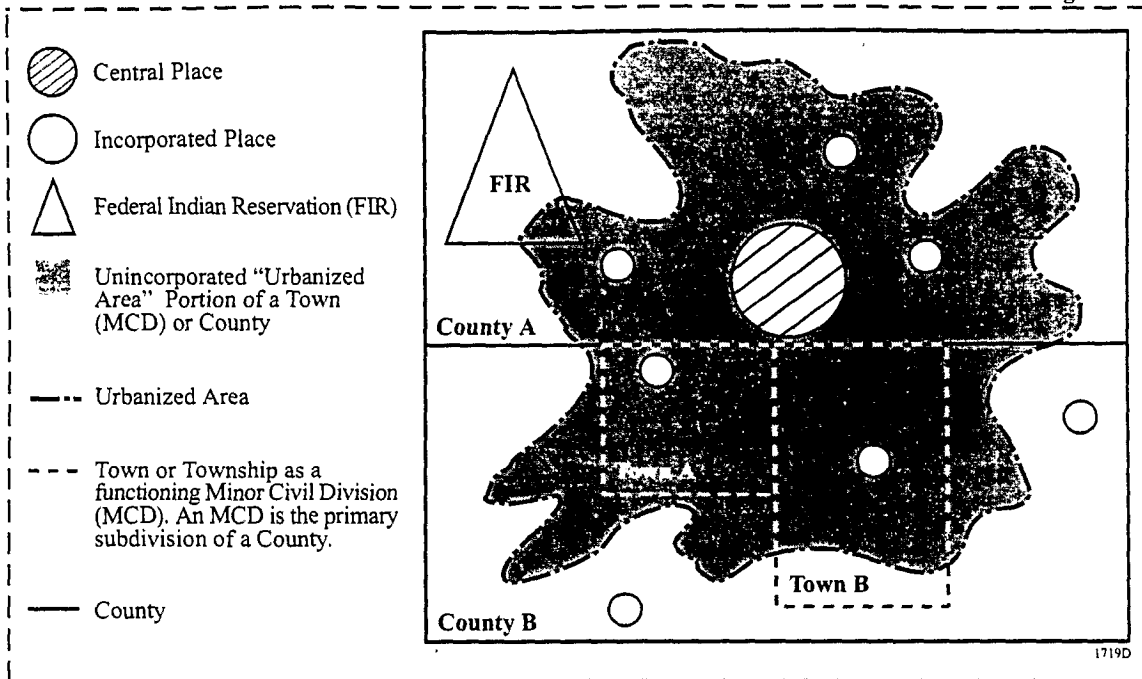 Central Place
Incorporated Place
Federal Indian Reservation (FIR)
Unincorporated “Urbanized
Area” Portion of a Town
(MCD) or County
Urbanized Area
Town or Township as a
functioning Minor Civil Division
(MCD). An MCD is the primary
subdivision of a County.
County
FIR
County A
Town A
Town B
County B
1719D